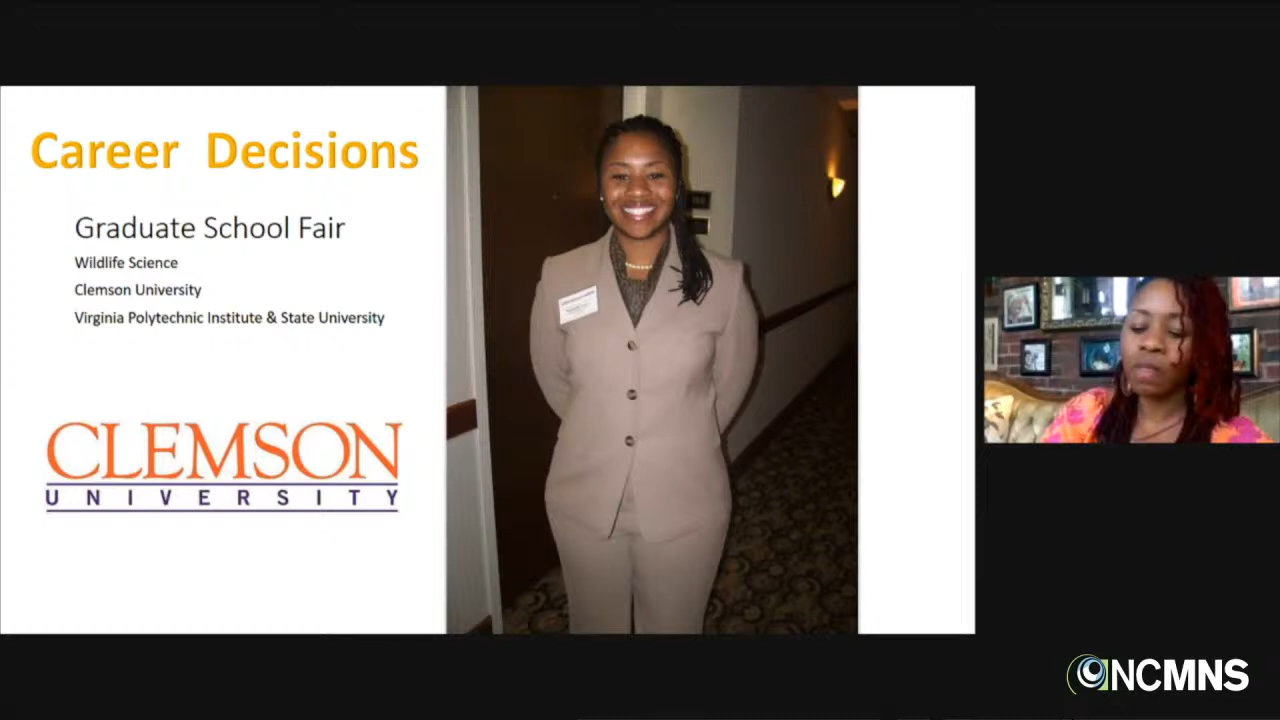 Career Decisions
Graduate School Fair
Wildlife Science
Clemson University
Virginia Polytechnic Institute & State University
CLEMSON
UNIVERSITY
NCMNS